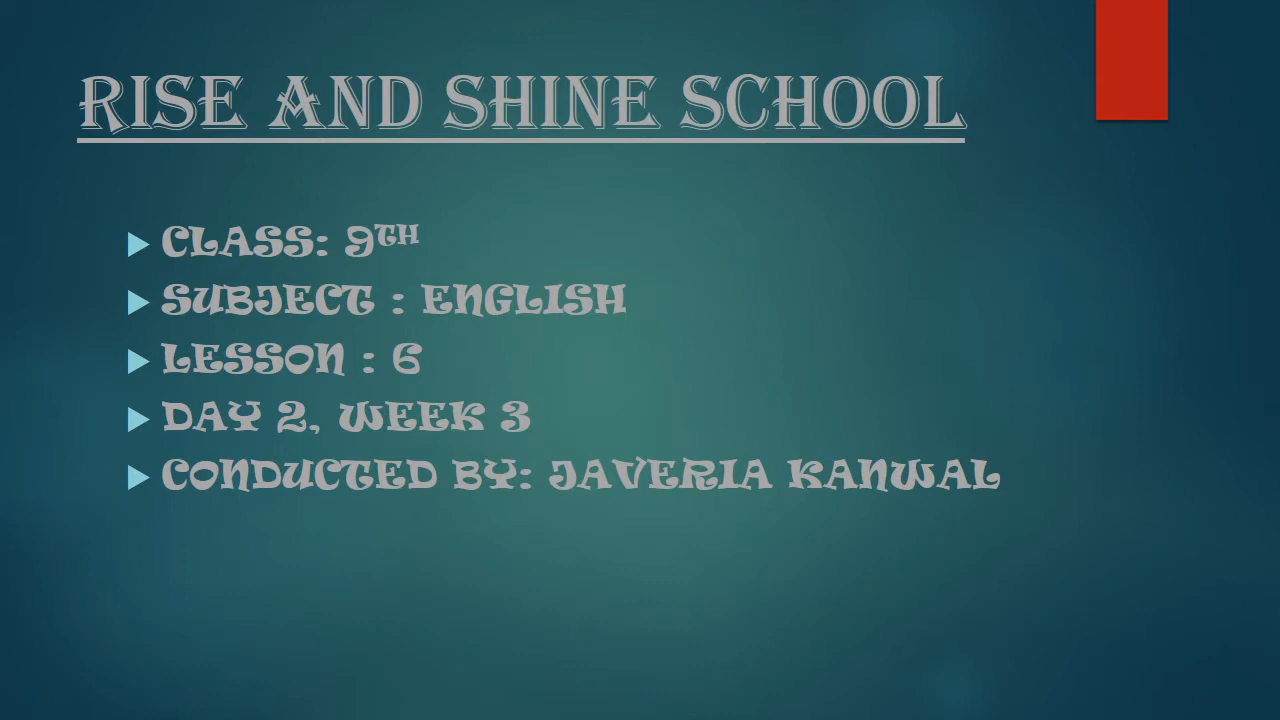 RISE AND SHINE SCHOOL
CLASS: 9TH
SUBJECT : ENGLISH
LESSON : 6
DAY 2, WEEK 3
CONDUCTED BY: JAVERIA KANWAL